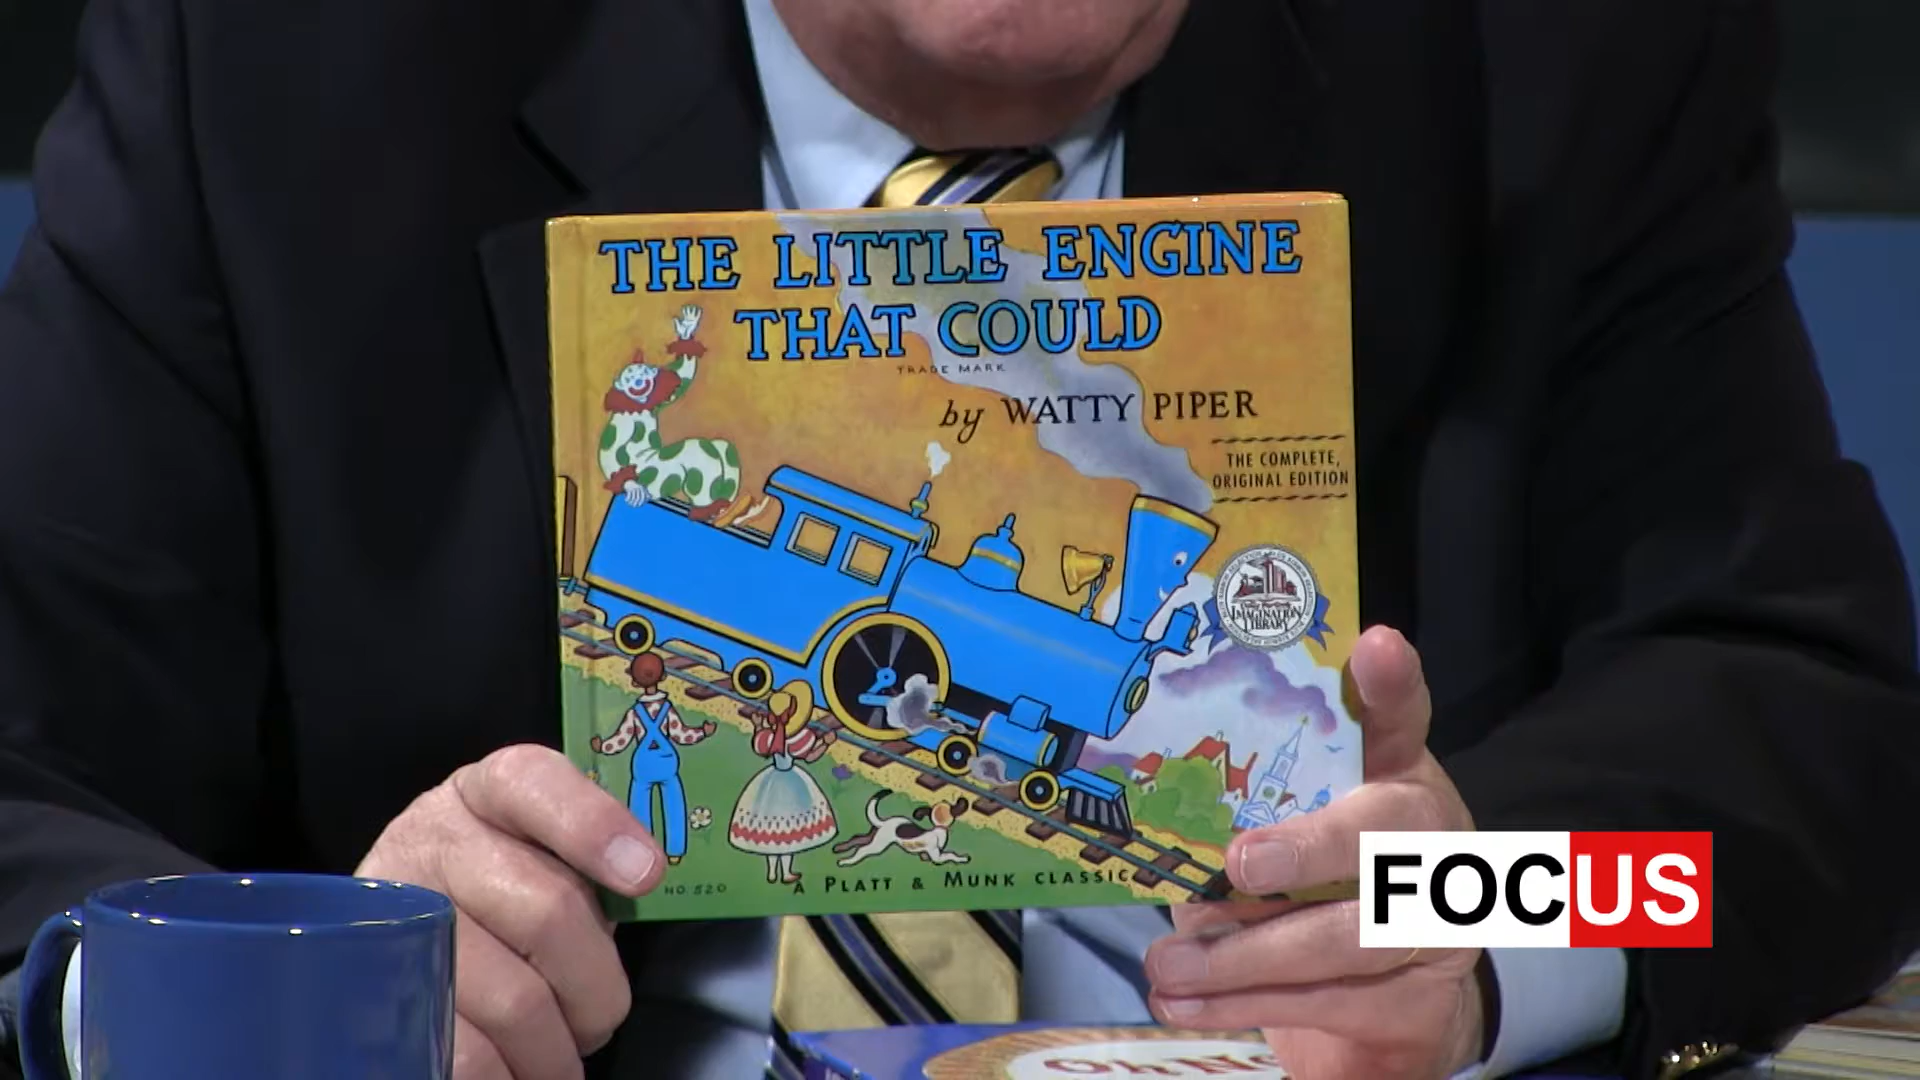 THE LITTLE ENGINE
THAT COULD
TRADE MARK
by WATTY PIPER
THE COMPLETE,
ORIGINAL EDITION
IMAGINATION
LIBRARY
NO. 520
A PLATT & MUNK CLASSIC
FOCUS